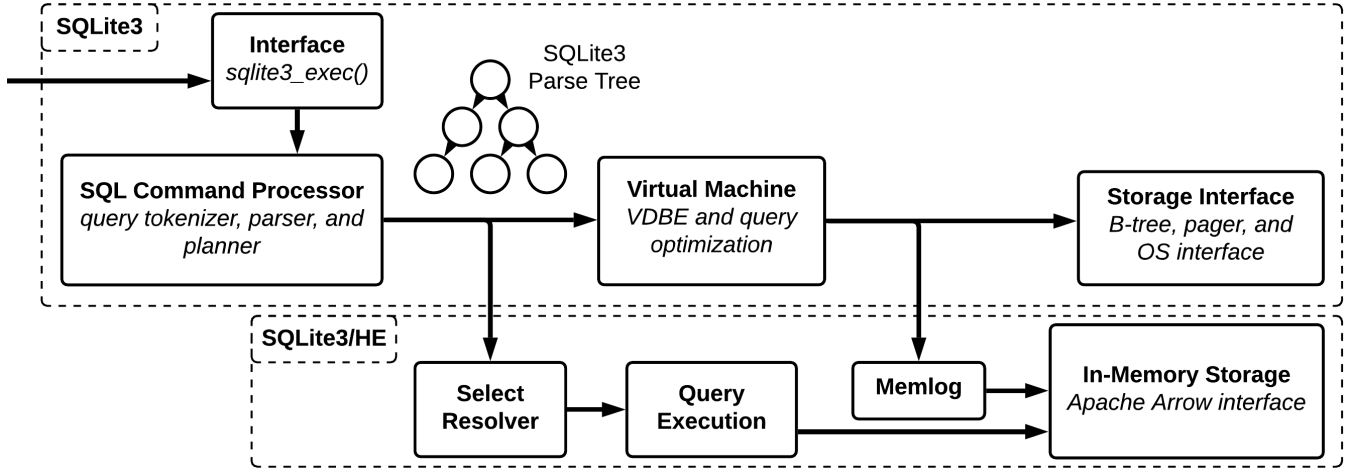 SQLite3
Interface
sqlite3_exec()
SQLite3
Parse Tree
SQL Command Processor
query tokenizer, parser, and
planner
Virtual Machine
VDBE and query
optimization
Storage Interface
B-tree, pager, and
OS interface
SQLite3/HE
Select
Resolver
Query
Execution
Memlog
In-Memory Storage
Apache Arrow interface